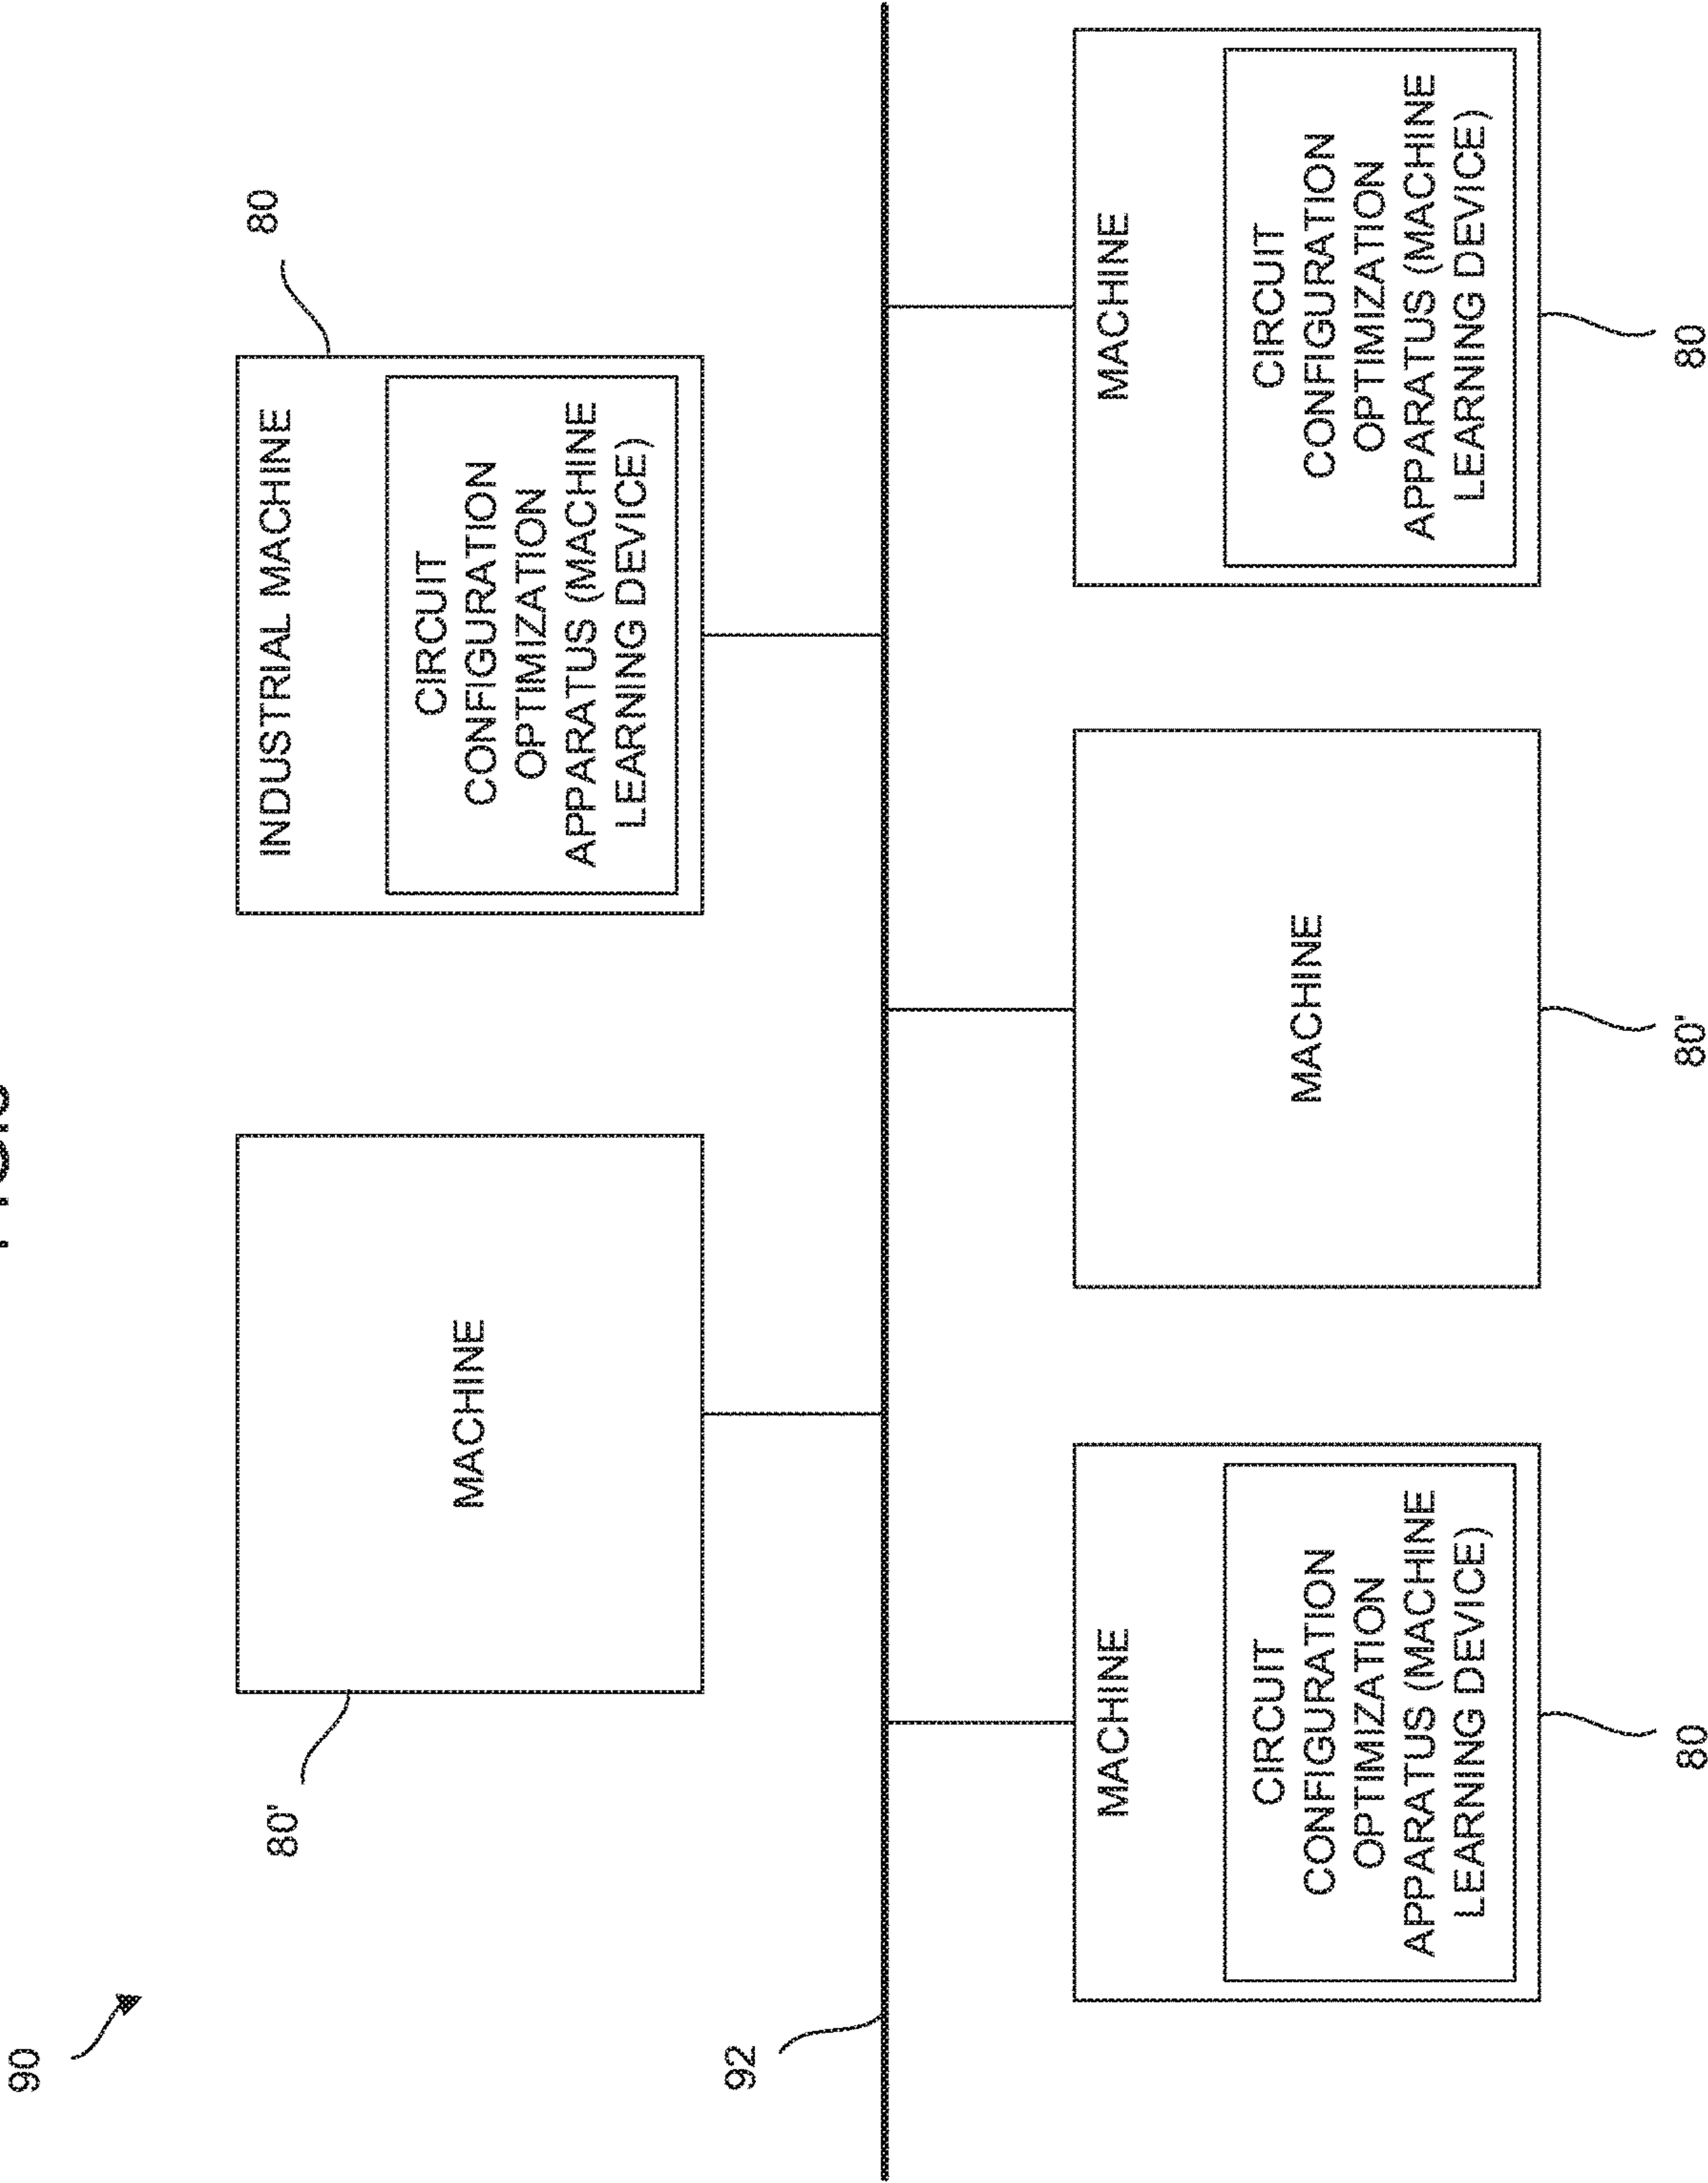 90
80'
MACHINE
80
INDUSTRIAL MACHINE
CIRCUIT
CONFIGURATION
OPTIMIZATION
APPARATUS (MACHINE
LEARNING DEVICE)
92
MACHINE
CIRCUIT
CONFIGURATION
OPTIMIZATION
APPARATUS (MACHINE
LEARNING DEVICE)
80
MACHINE
80'
MACHINE
CIRCUIT
CONFIGURATION
OPTIMIZATION
APPARATUS (MACHINE
LEARNING DEVICE)
80